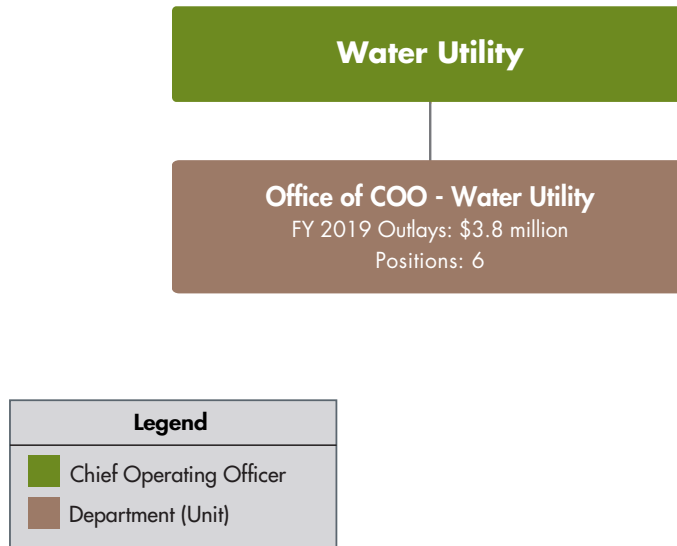 Water Utility
Office of COO - Water Utility
FY 2019 Outlays: $3.8 million
Positions: 6
Legend
Chief Operating Officer
Department (Unit)